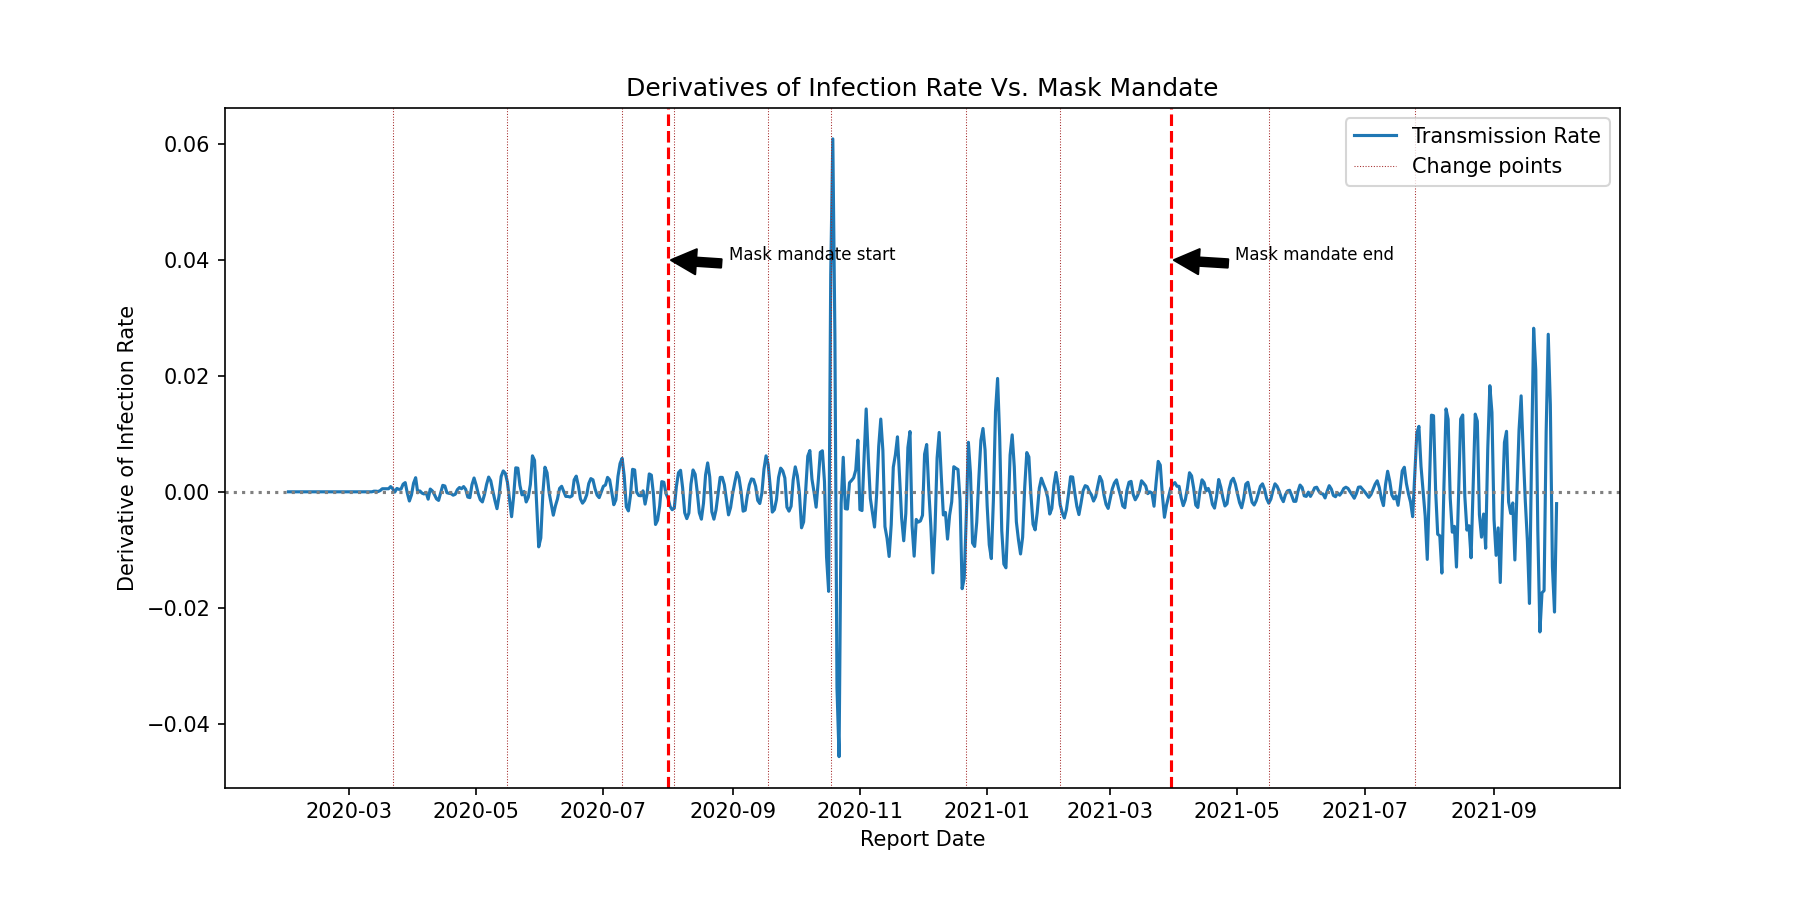 Derivatives of Infection Rate Vs. Mask Mandate
Transmission Rate
Change points
Mask mandate start
Mask mandate end
Derivative of Infection Rate
0.06
0.04
0.02
0.00
−0.02
−0.04
2020-03 2020-05 2020-07 2020-09 2020-11 2021-01 2021-03 2021-05 2021-07 2021-09
Report Date